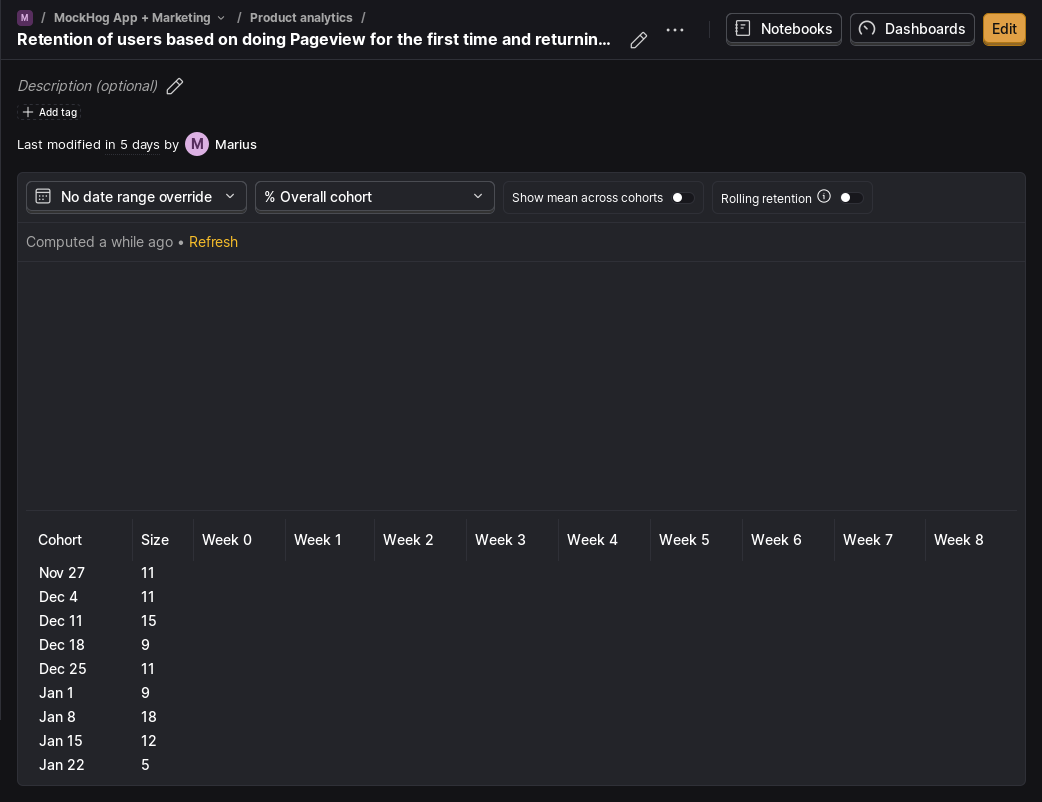 M / MockHog App + Marketing / Product analytics /
Retention of users based on doing Pageview for the first time and returnin...
Notebooks
Dashboards
Edit
Description (optional)
Add tag
Last modified in 5 days by M Marius
No date range override
% Overall cohort
Show mean across cohorts
Rolling retention
Computed a while ago • Refresh
Cohort Size Week 0 Week 1 Week 2 Week 3 Week 4 Week 5 Week 6 Week 7 Week 8
Nov 27 11
Dec 4 11
Dec 11 15
Dec 18 9
Dec 25 11
Jan 1 9
Jan 8 18
Jan 15 12
Jan 22 5